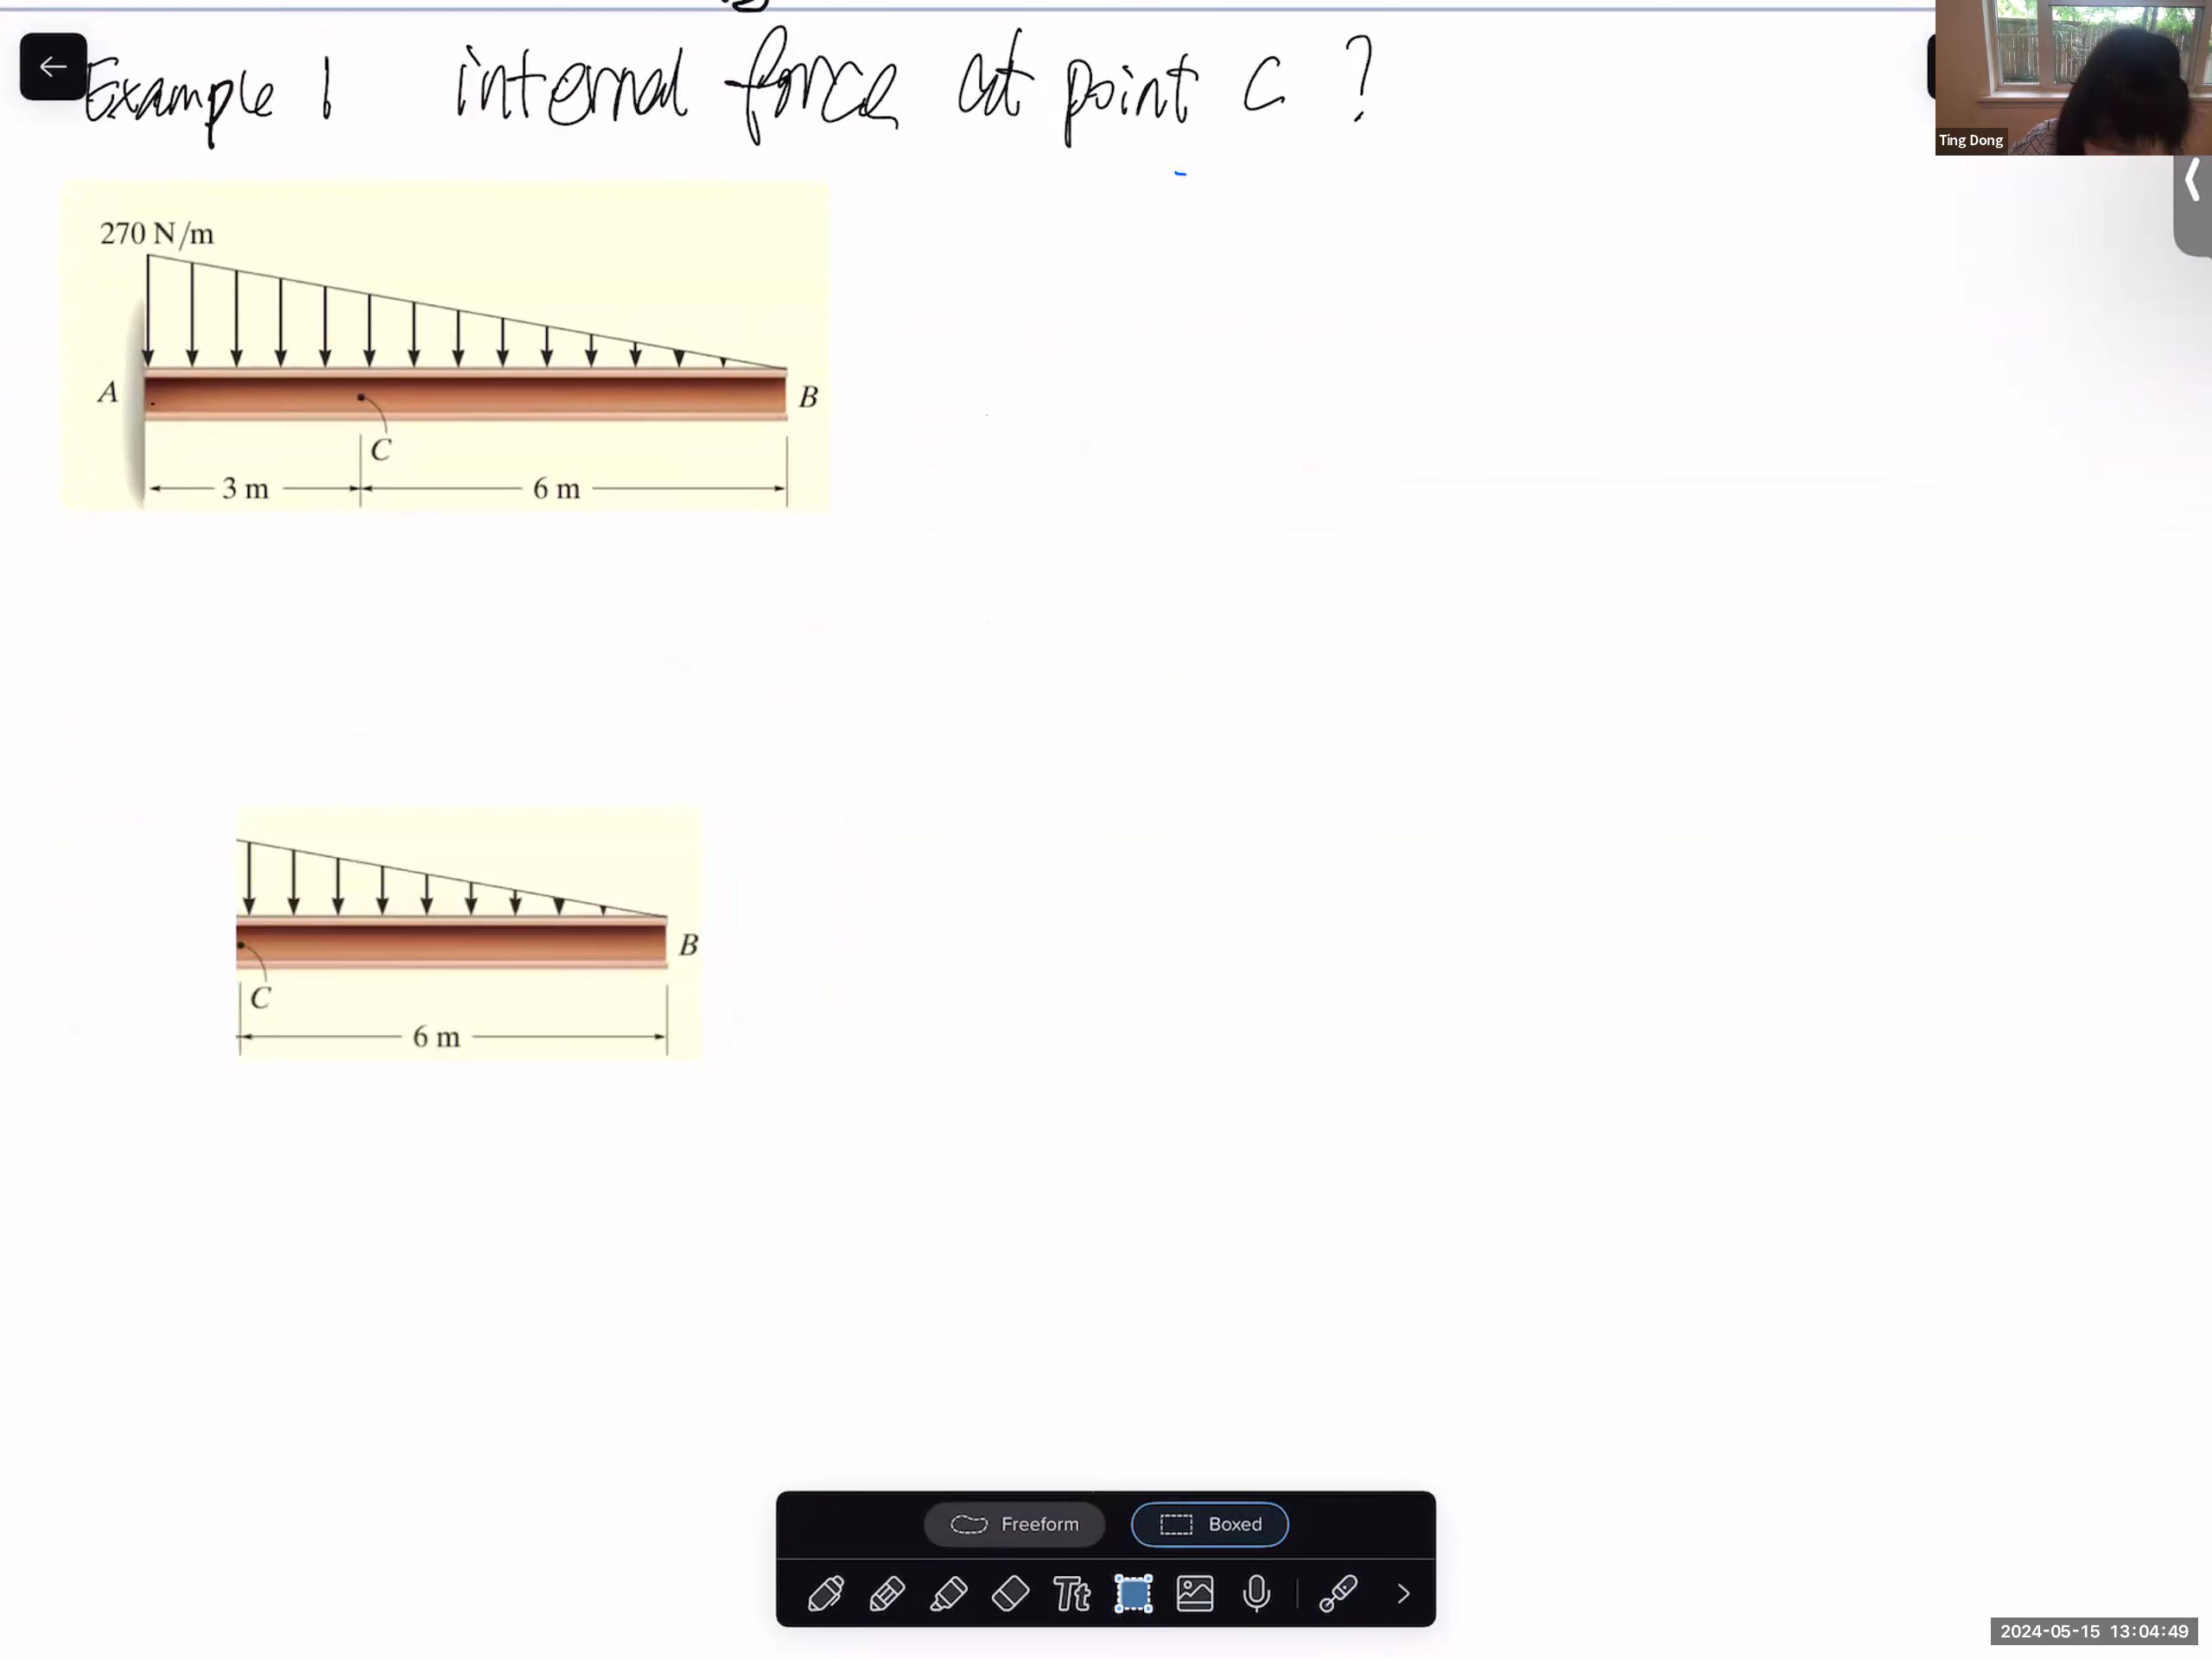 Example 1 internal force at point C ?
Ting Dong
270 N/m
A
B
C
3 m 6 m
B
C
6 m
Freeform Boxed
Tt
2024-05-15 13:04:49